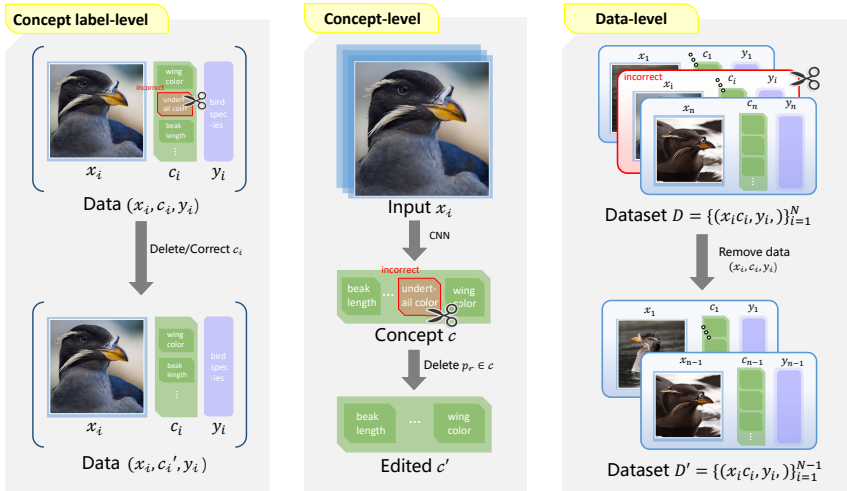 Concept label-level
wing
color
incorrect
undert-
ail color
beak
length
⋮
bird
spec
-ies
x_i
c_i
y_i
Data (x_i, c_i, y_i)
Delete/Correct c_i
wing
color
beak
length
⋮
bird
spec
-ies
x_i
c_i
y_i
Data (x_i, c_i′, y_i)
Concept-level
Input x_i
CNN
incorrect
beak
length
...
undert-
ail color
wing
color
Concept c
Delete p_r ∈ c
beak
length
...
wing
color
Edited c′
Data-level
x_1
c_1
y_1
incorrect
x_i
c_i
y_i
x_n
c_n
y_n
⋮
Dataset D = {(x_i c_i, y_i,)}_{i=1}^{N}
Remove data
(x_i, c_i, y_i)
x_1
c_1
y_1
x_{n−1}
c_{n−1}
y_{n−1}
⋮
Dataset D′ = {(x_i c_i, y_i,)}_{i=1}^{N−1}